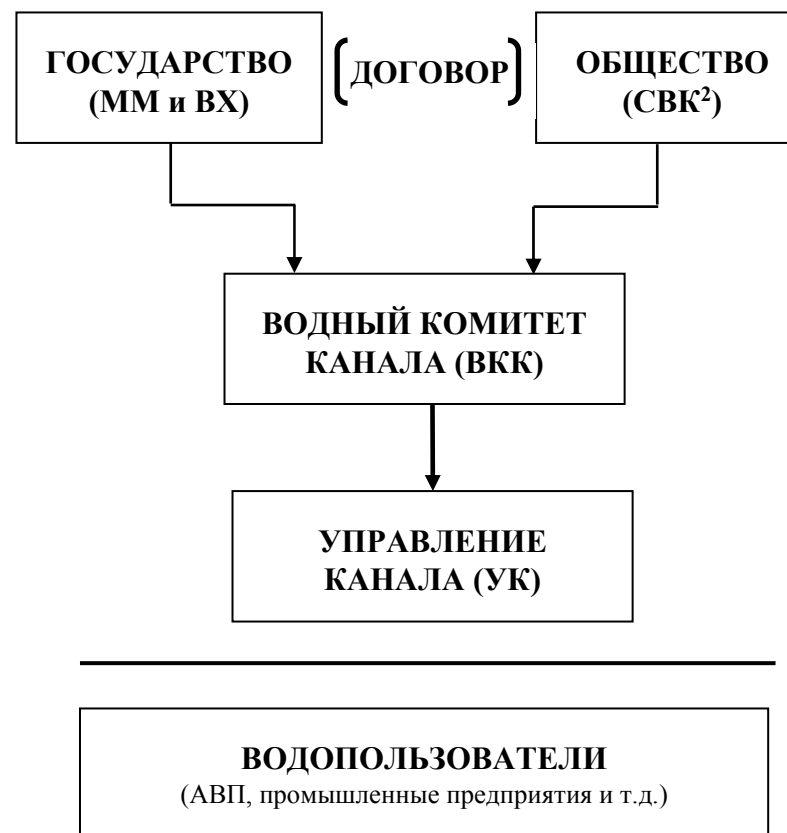 ГОСУДАРСТВО
(ММ и ВХ)
ДОГОВОР
ОБЩЕСТВО
(СВК²)
ВОДНЫЙ КОМИТЕТ
КАНАЛА (ВКК)
УПРАВЛЕНИЕ
КАНАЛА (УК)
ВОДОПОЛЬЗОВАТЕЛИ
(АВП, промышленные предприятия и т.д.)